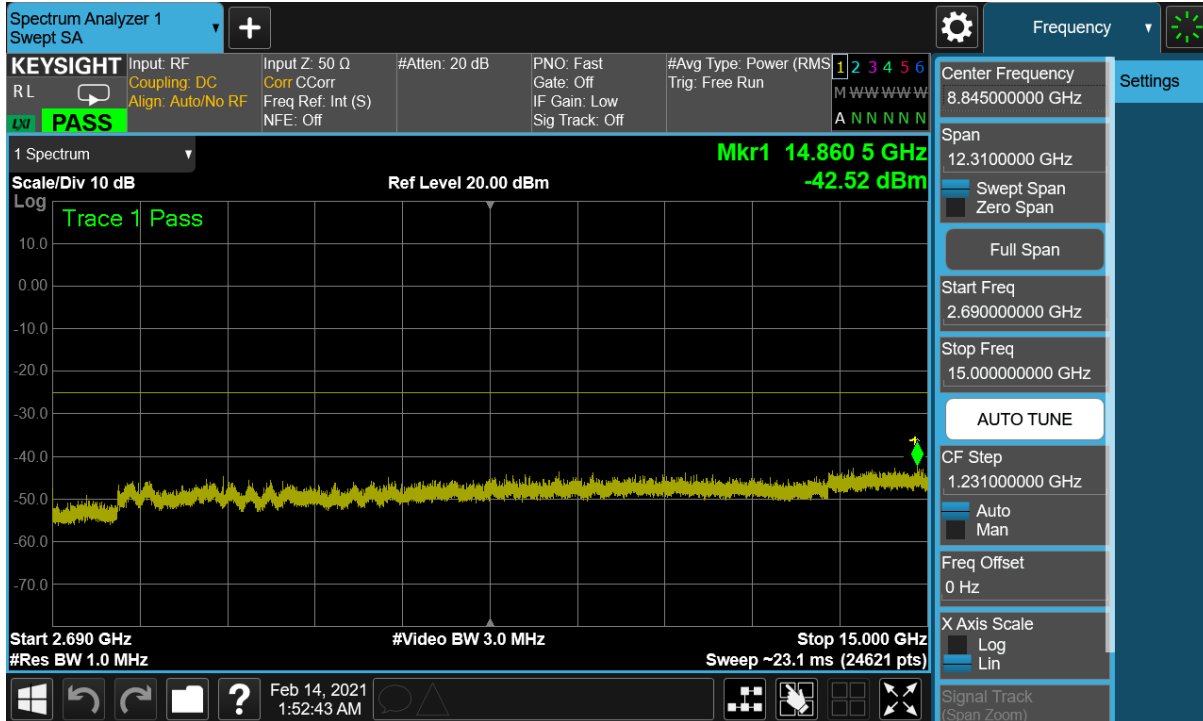 Spectrum Analyzer 1
Swept SA
Frequency
KEYSIGHT
R L
LXI
PASS
Input: RF
Coupling: DC
Align: Auto/No RF
Input Z: 50 Ω
Corr CCorr
Freq Ref: Int (S)
NFE: Off
#Atten: 20 dB
PNO: Fast
Gate: Off
IF Gain: Low
Sig Track: Off
#Avg Type: Power (RMS
Trig: Free Run
1 2 3 4 5 6
M W W W W W
A N N N N N
1 Spectrum
Mkr1 14.860 5 GHz
Scale/Div 10 dB
Ref Level 20.00 dBm
-42.52 dBm
Log
Trace 1 Pass
10.0
0.00
-10.0
-20.0
-30.0
-40.0
-50.0
-60.0
-70.0
1
Start 2.690 GHz
#Video BW 3.0 MHz
Stop 15.000 GHz
#Res BW 1.0 MHz
Sweep ~23.1 ms (24621 pts)
Center Frequency
8.845000000 GHz
Settings
Span
12.3100000 GHz
Swept Span
Zero Span
Full Span
Start Freq
2.690000000 GHz
Stop Freq
15.000000000 GHz
AUTO TUNE
CF Step
1.231000000 GHz
Auto
Man
Freq Offset
0 Hz
X Axis Scale
Log
Lin
Signal Track
(Span Zoom)
?
Feb 14, 2021
1:52:43 AM